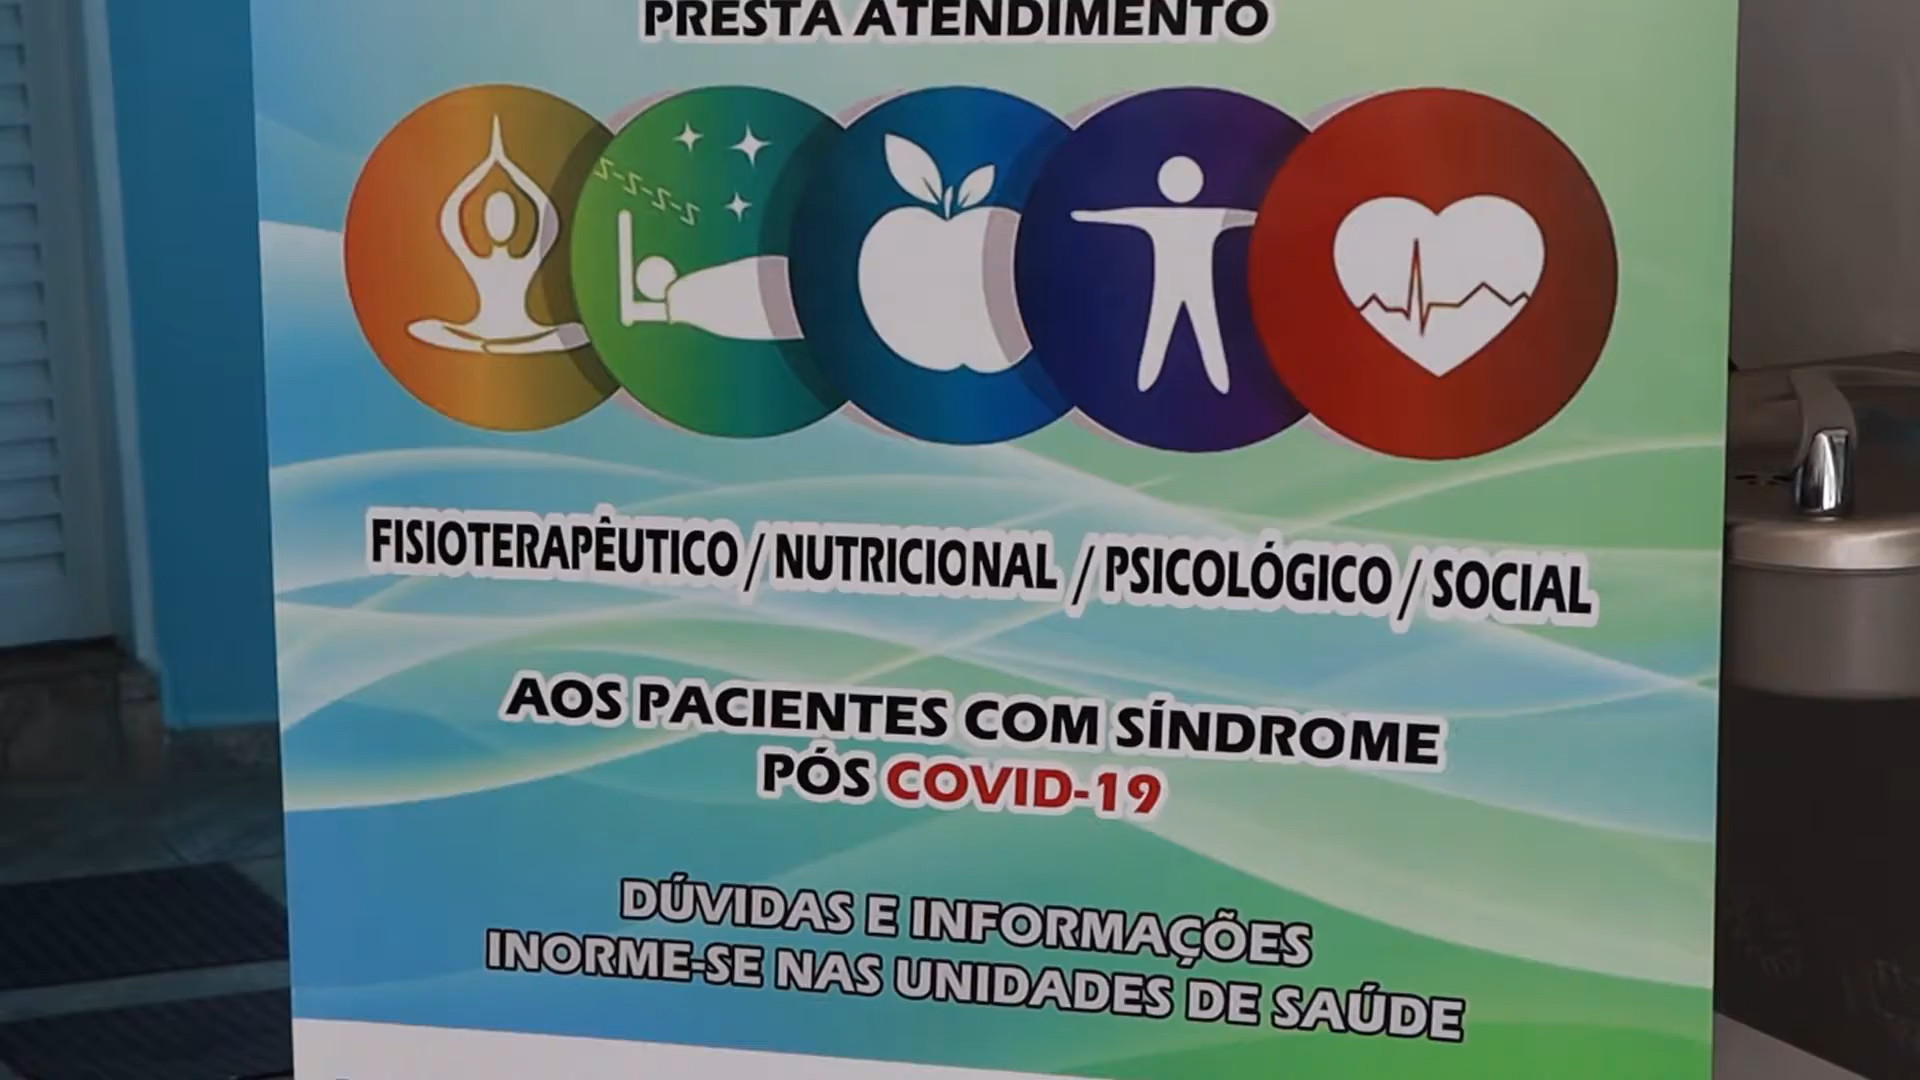 PRESTA ATENDIMENTO
Z-Z-Z-Z-Z
FISIOTERAPÊUTICO / NUTRICIONAL / PSICOLÓGICO / SOCIAL
AOS PACIENTES COM SÍNDROME
PÓS COVID-19
DÚVIDAS E INFORMAÇÕES
INORME-SE NAS UNIDADES DE SAÚDE